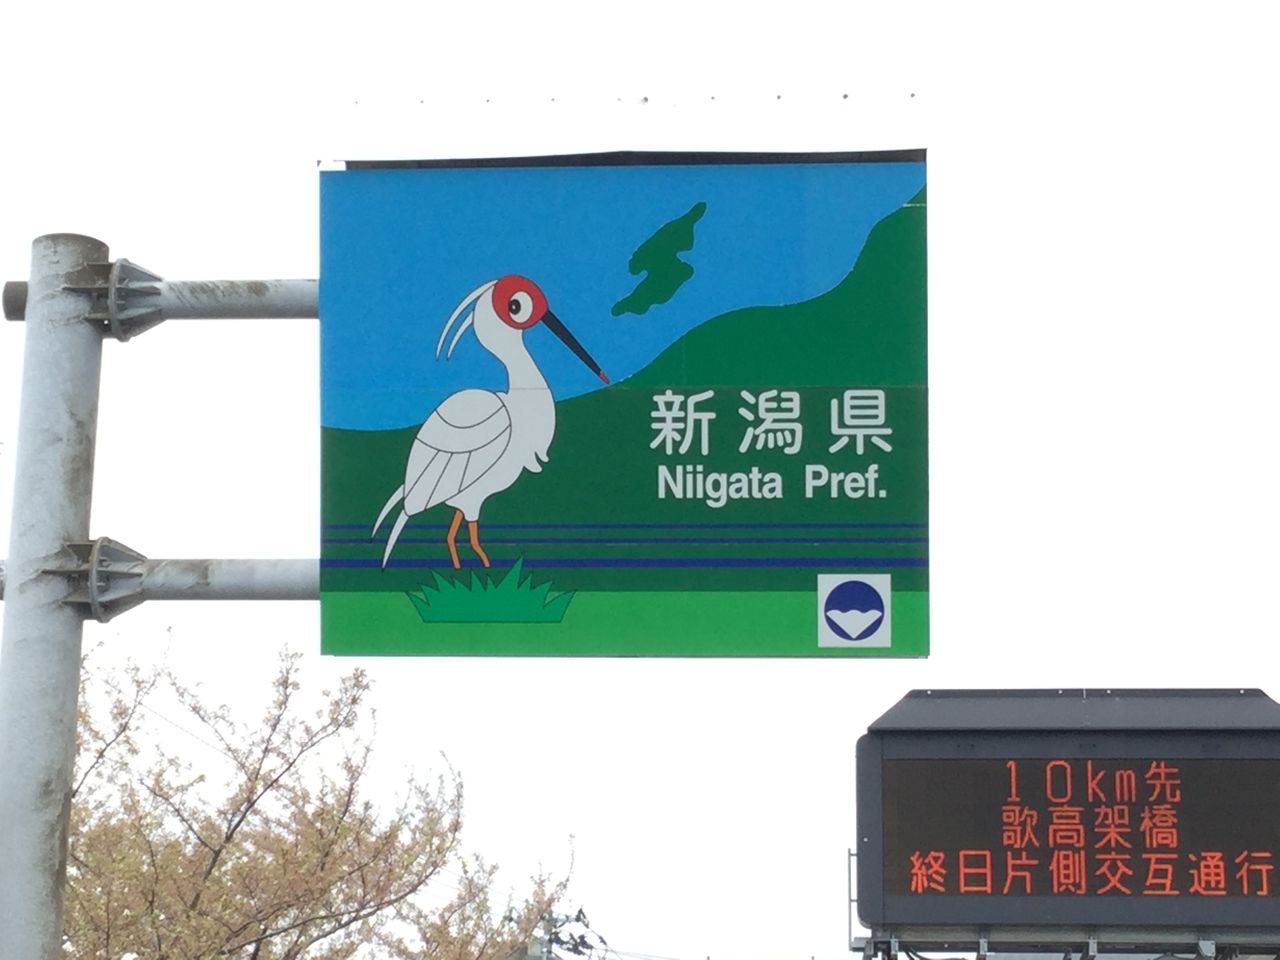 新潟県
Niigata Pref.
10km先
歌高架橋
終日片側交互通行